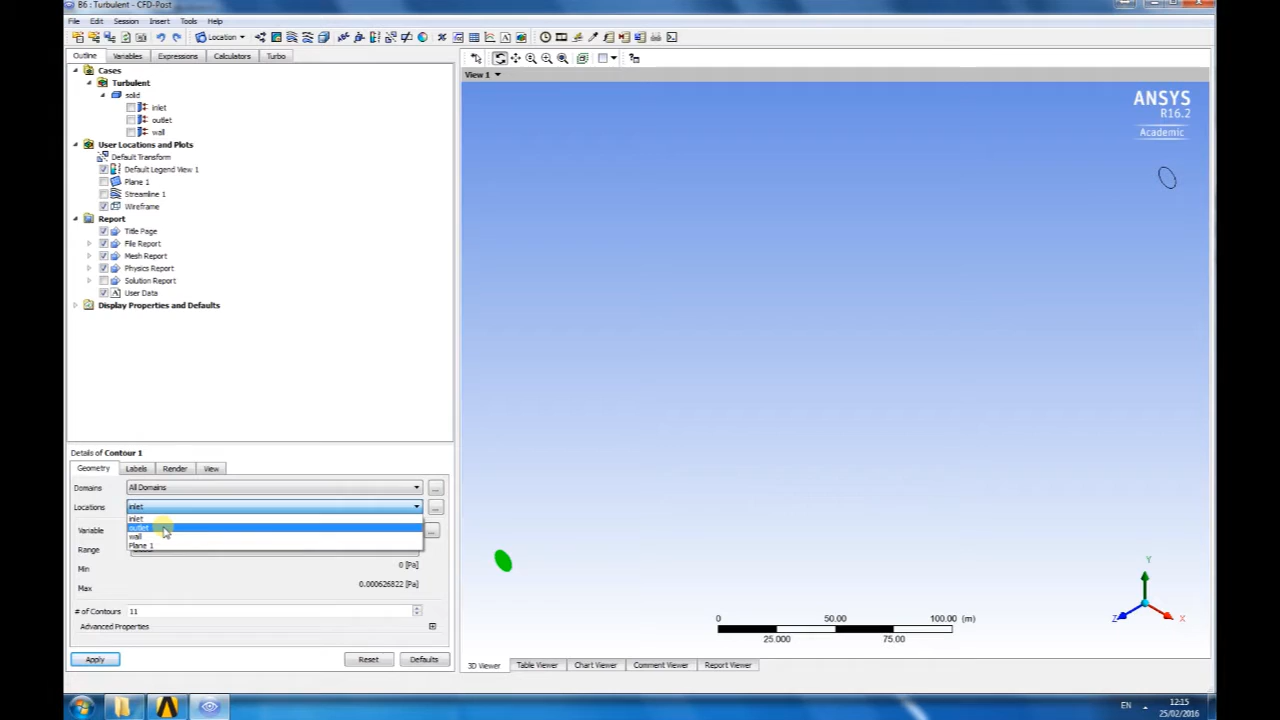 B6 : Turbulent - CFD-Post
File Edit Session Insert Tools Help
Location
Outline Variables Expressions Calculators Turbo
View 1
Cases
Turbulent
solid
inlet
outlet
wall
User Locations and Plots
Default Transform
Default Legend View 1
Plane 1
Streamline 1
Wireframe
Report
Title Page
File Report
Mesh Report
Physics Report
Solution Report
User Data
Display Properties and Defaults
ANSYS
R16.2
Academic
Details of Contour 1
Geometry Labels Render View
Domains All Domains ...
Locations inlet ...
inlet
outlet
wall
Plane 1
Variable ...
Range
Min 0 [Pa]
Max 0.000626822 [Pa]
# of Contours 11
Advanced Properties
Apply Reset Defaults
0 50.00 100.00 (m)
25.000 75.00
Y
Z X
3D Viewer Table Viewer Chart Viewer Comment Viewer Report Viewer
EN 12:15
25/02/2016